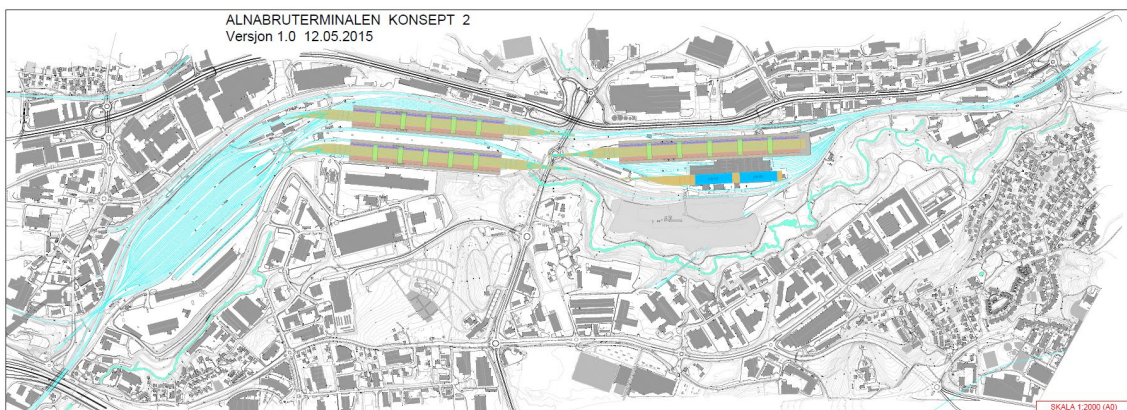 ALNABRUTERMINALEN KONSEPT 2
Versjon 1.0 12.05.2015
SKALA 1:2000 (A0)